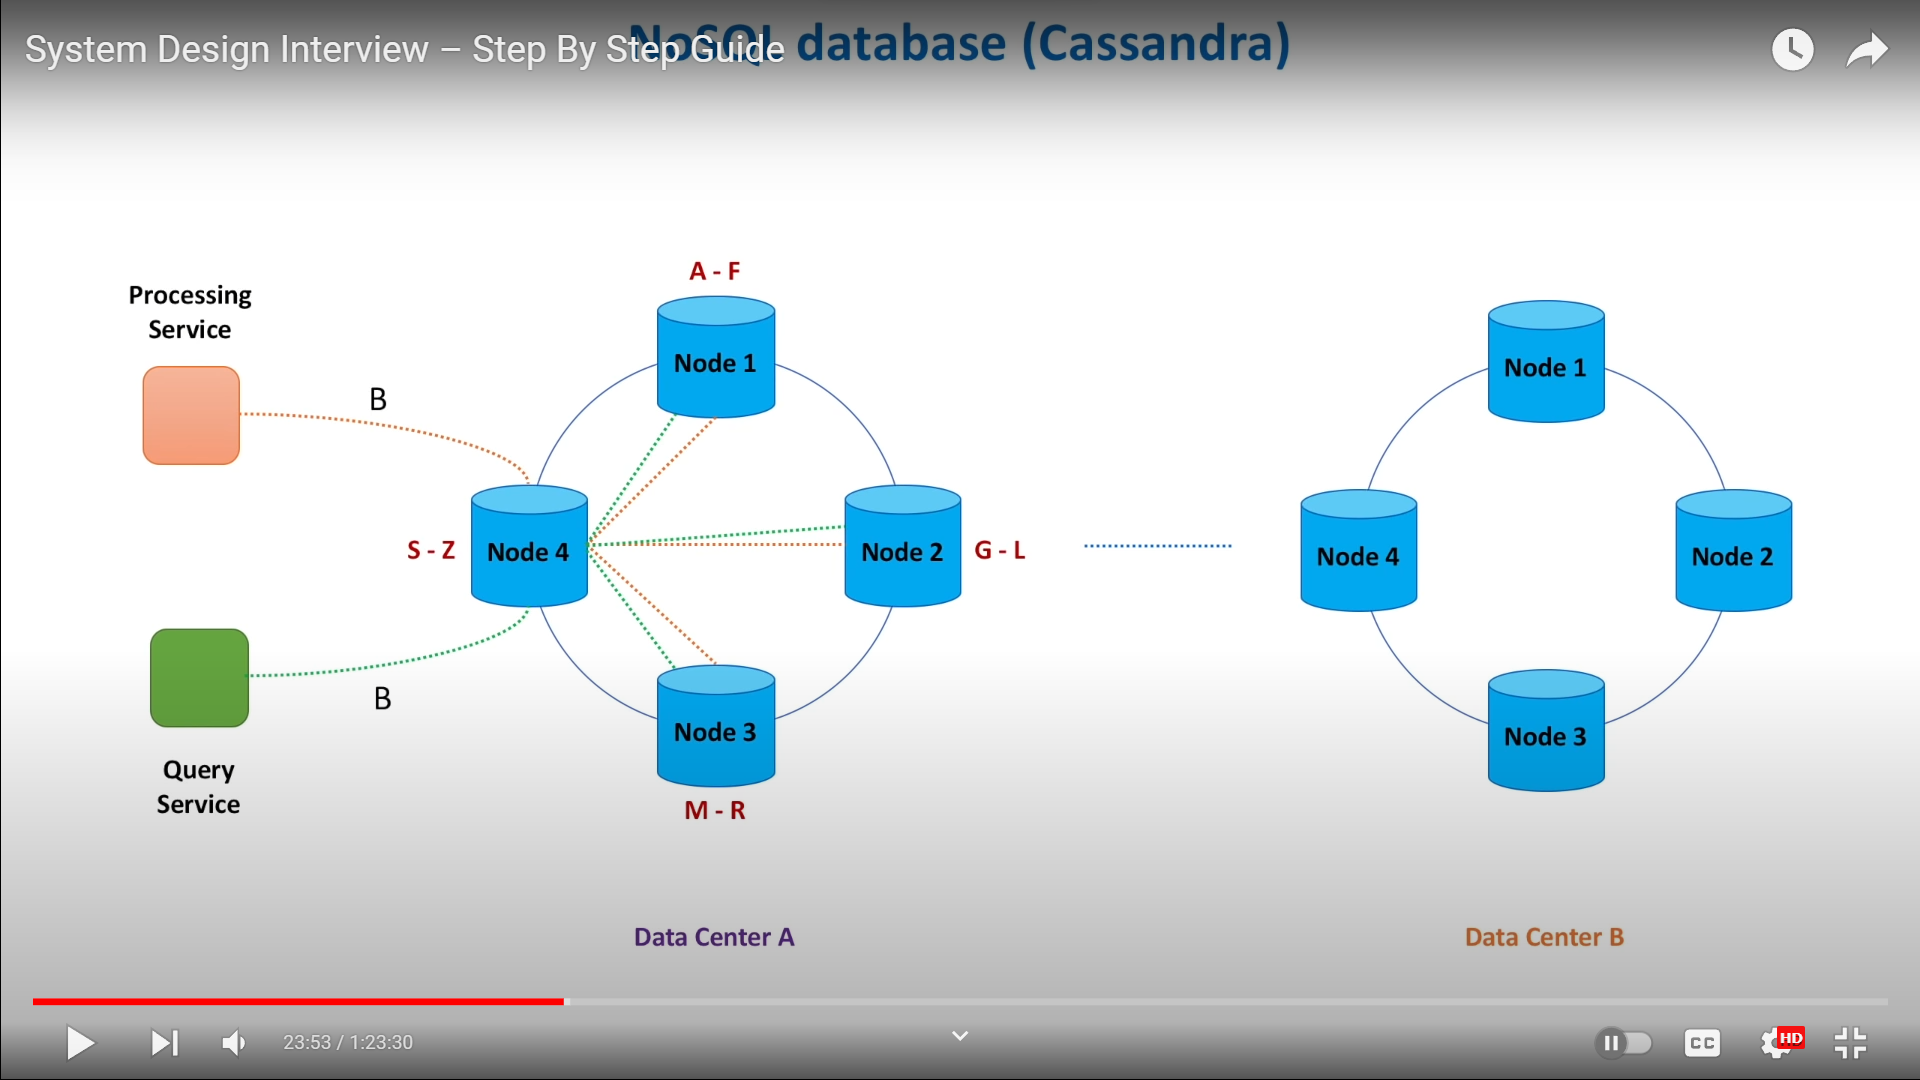 System Design Interview – Step By Step Guide
NoSQL database (Cassandra)
A - F
Processing
Service
Node 1
Node 1
B
S - Z
Node 4
Node 2
G - L
Node 4
Node 2
B
Node 3
Node 3
Query
Service
M - R
Data Center A
Data Center B
23:53 / 1:23:30
CC
HD